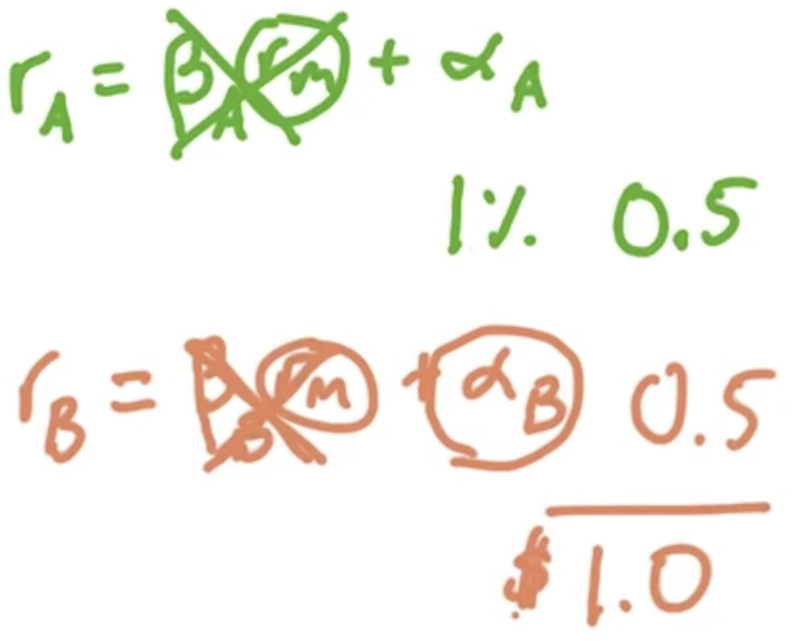 r_A = β_A r_m + α_A
1% 0.5
r_B = β_B r_m + α_B 0.5
$ 1.0